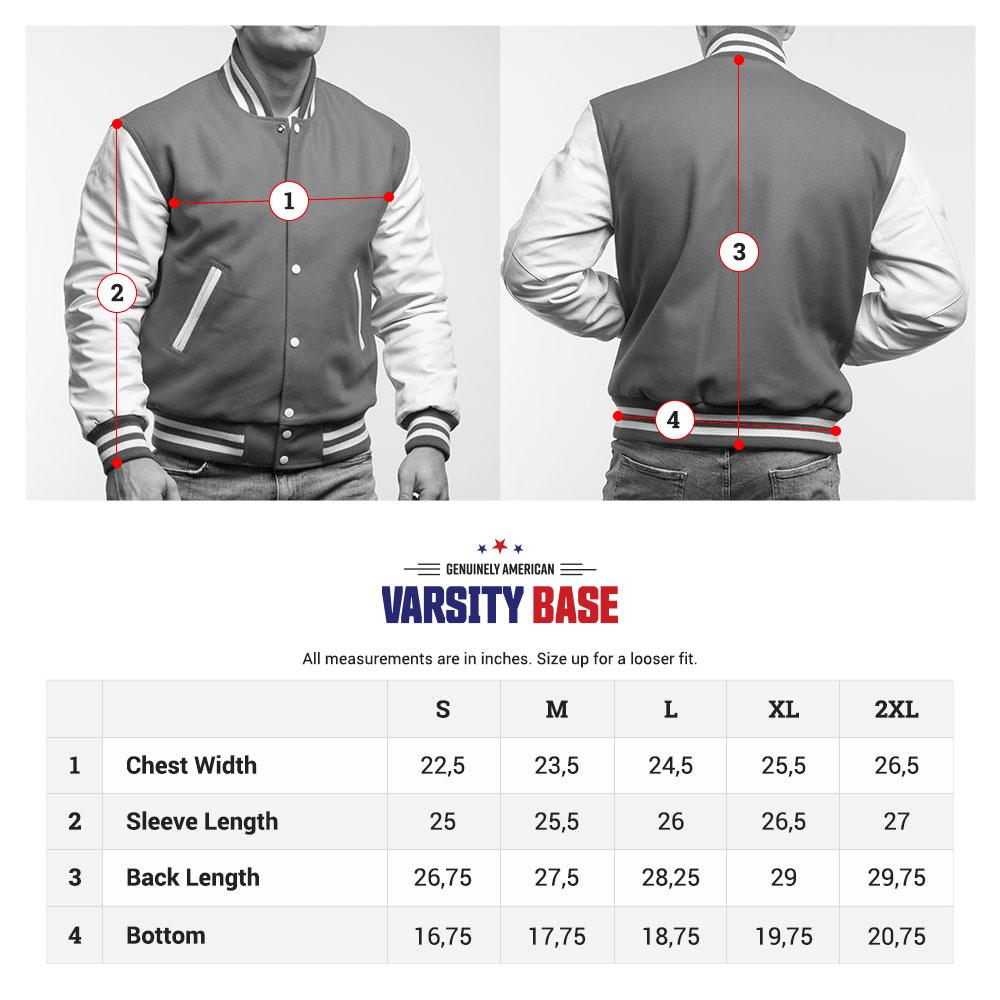 1
2
3
4
GENUINELY AMERICAN
VARSITY BASE
All measurements are in inches. Size up for a looser fit.
S M L XL 2XL
1 Chest Width 22,5 23,5 24,5 25,5 26,5
2 Sleeve Length 25 25,5 26 26,5 27
3 Back Length 26,75 27,5 28,25 29 29,75
4 Bottom 16,75 17,75 18,75 19,75 20,75